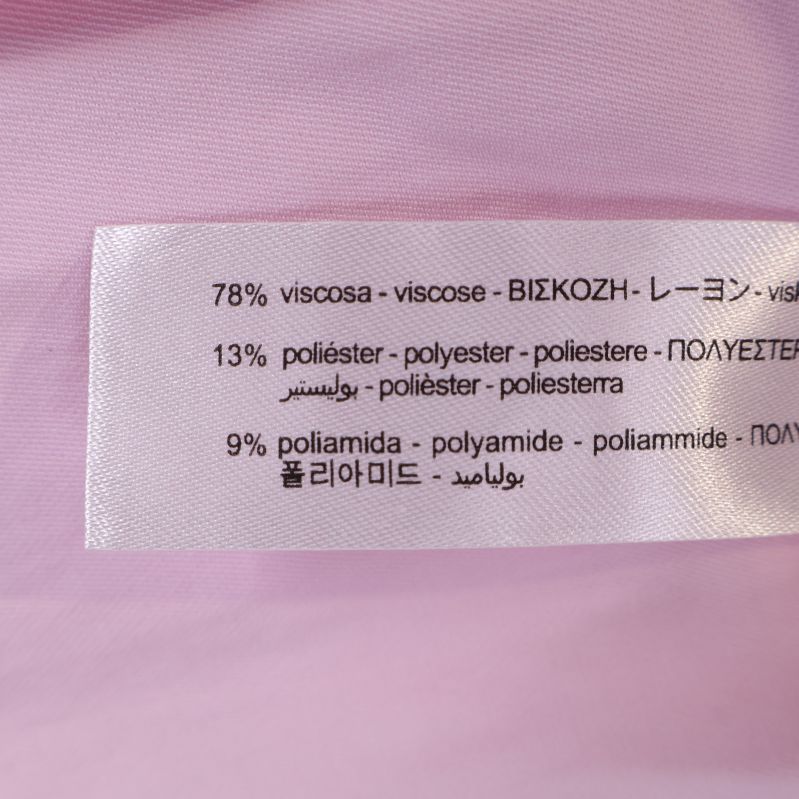 78% viscosa - viscose - ΒΙΣΚΟΖΗ - レーヨン -
13% poliéster - polyester - poliestere -
بوليستير - polièster - poliesterra
9% poliamida - polyamide - poliammide -
폴리아미드 - بولياميد